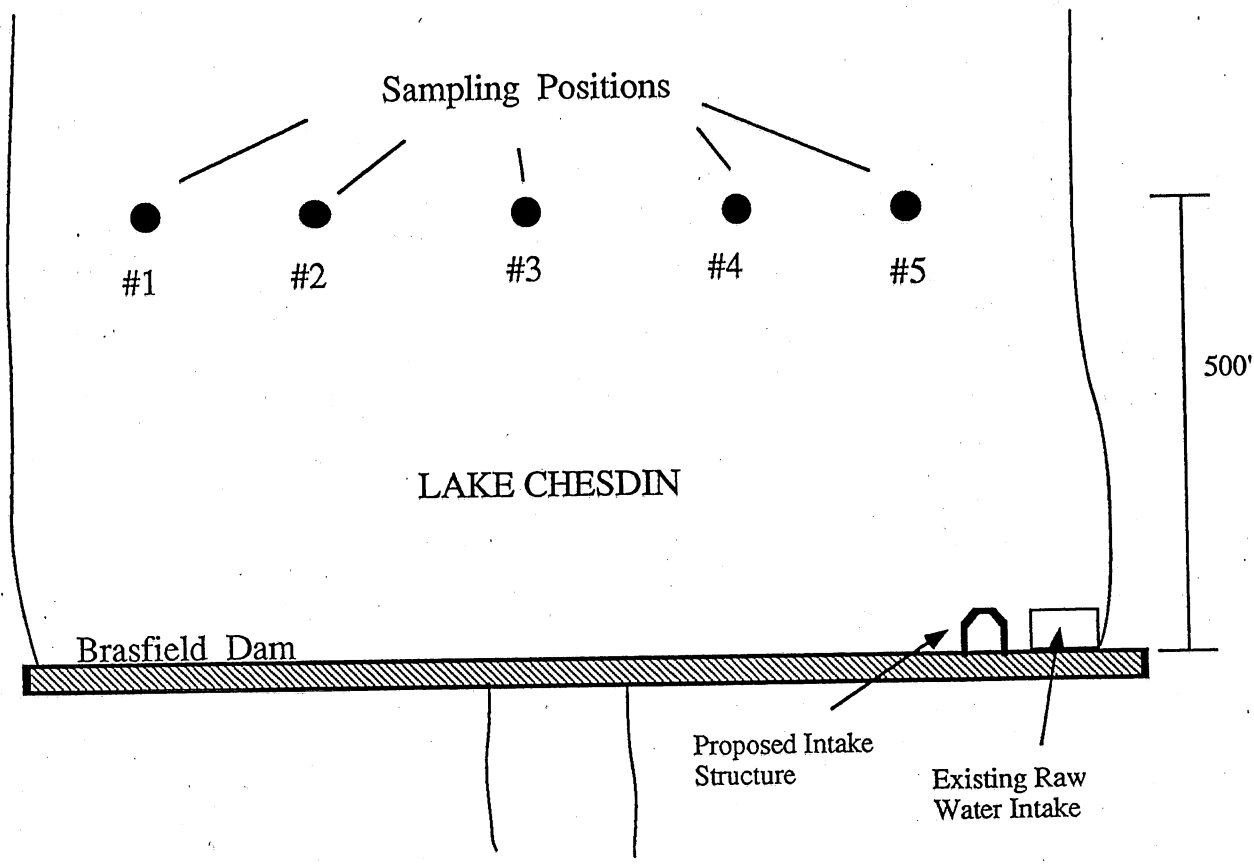 Sampling Positions
#1
#2
#3
#4
#5
500'
LAKE CHESDIN
Brasfield Dam
Proposed Intake
Structure
Existing Raw
Water Intake